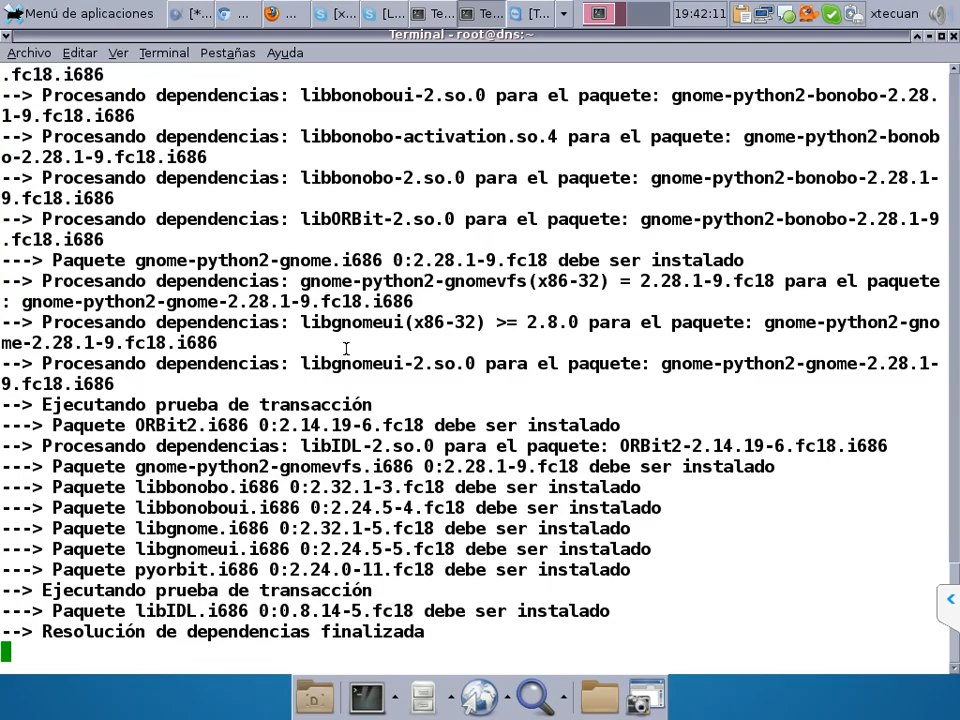 Menú de aplicaciones [*... ... ... [x... [L... Te... Te... [T... 19:42:11 xtecuan
Terminal - root@dns:~
Archivo Editar Ver Terminal Pestañas Ayuda
.fc18.i686
--> Procesando dependencias: libbonoboui-2.so.0 para el paquete: gnome-python2-bonobo-2.28.
1-9.fc18.i686
--> Procesando dependencias: libbonobo-activation.so.4 para el paquete: gnome-python2-bonob
o-2.28.1-9.fc18.i686
--> Procesando dependencias: libbonobo-2.so.0 para el paquete: gnome-python2-bonobo-2.28.1-
9.fc18.i686
--> Procesando dependencias: libORBit-2.so.0 para el paquete: gnome-python2-bonobo-2.28.1-9
.fc18.i686
---> Paquete gnome-python2-gnome.i686 0:2.28.1-9.fc18 debe ser instalado
--> Procesando dependencias: gnome-python2-gnomevfs(x86-32) = 2.28.1-9.fc18 para el paquete
: gnome-python2-gnome-2.28.1-9.fc18.i686
--> Procesando dependencias: libgnomeui(x86-32) >= 2.8.0 para el paquete: gnome-python2-gno
me-2.28.1-9.fc18.i686
--> Procesando dependencias: libgnomeui-2.so.0 para el paquete: gnome-python2-gnome-2.28.1-
9.fc18.i686
--> Ejecutando prueba de transacción
---> Paquete ORBit2.i686 0:2.14.19-6.fc18 debe ser instalado
--> Procesando dependencias: libIDL-2.so.0 para el paquete: ORBit2-2.14.19-6.fc18.i686
---> Paquete gnome-python2-gnomevfs.i686 0:2.28.1-9.fc18 debe ser instalado
---> Paquete libbonobo.i686 0:2.32.1-3.fc18 debe ser instalado
---> Paquete libbonoboui.i686 0:2.24.5-4.fc18 debe ser instalado
---> Paquete libgnome.i686 0:2.32.1-5.fc18 debe ser instalado
---> Paquete libgnomeui.i686 0:2.24.5-5.fc18 debe ser instalado
---> Paquete pyorbit.i686 0:2.24.0-11.fc18 debe ser instalado
--> Ejecutando prueba de transacción
---> Paquete libIDL.i686 0:0.8.14-5.fc18 debe ser instalado
--> Resolución de dependencias finalizada